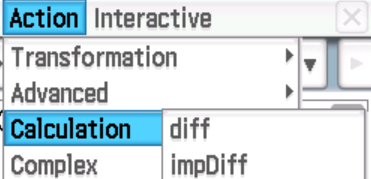 Action Interactive
Transformation
Advanced
Calculation diff
Complex impDiff